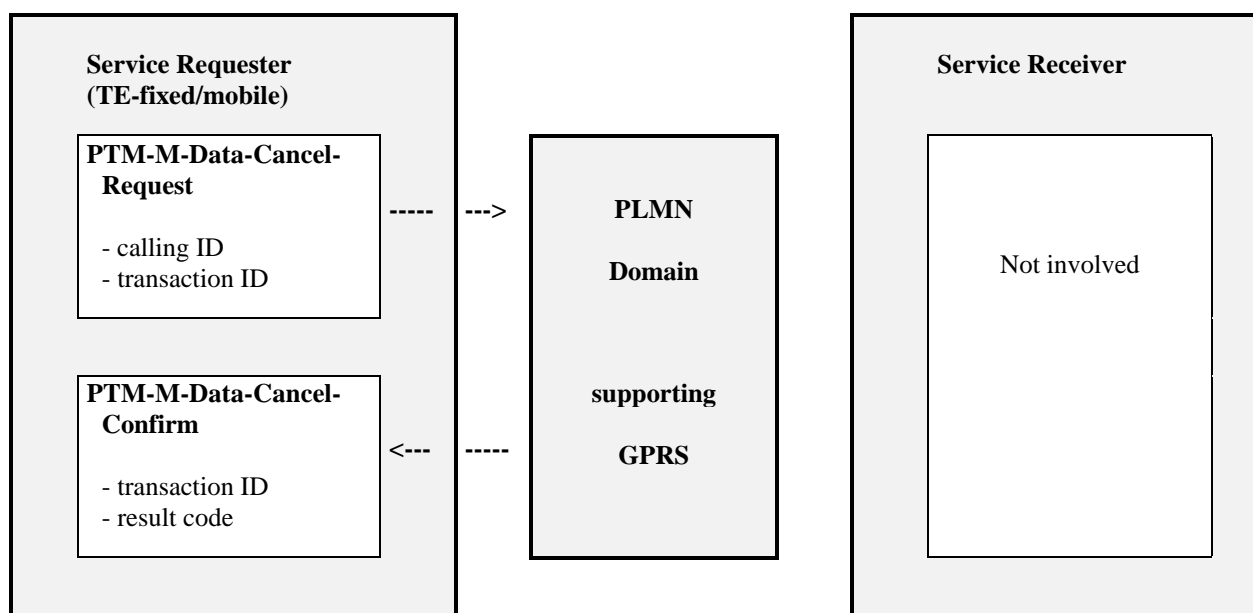 Service Requester
(TE-fixed/mobile)
PTM-M-Data-Cancel-
Request
- calling ID
- transaction ID
----- --->
PTM-M-Data-Cancel-
Confirm
- transaction ID
- result code
<--- -----
PLMN
Domain
supporting
GPRS
Service Receiver
Not involved